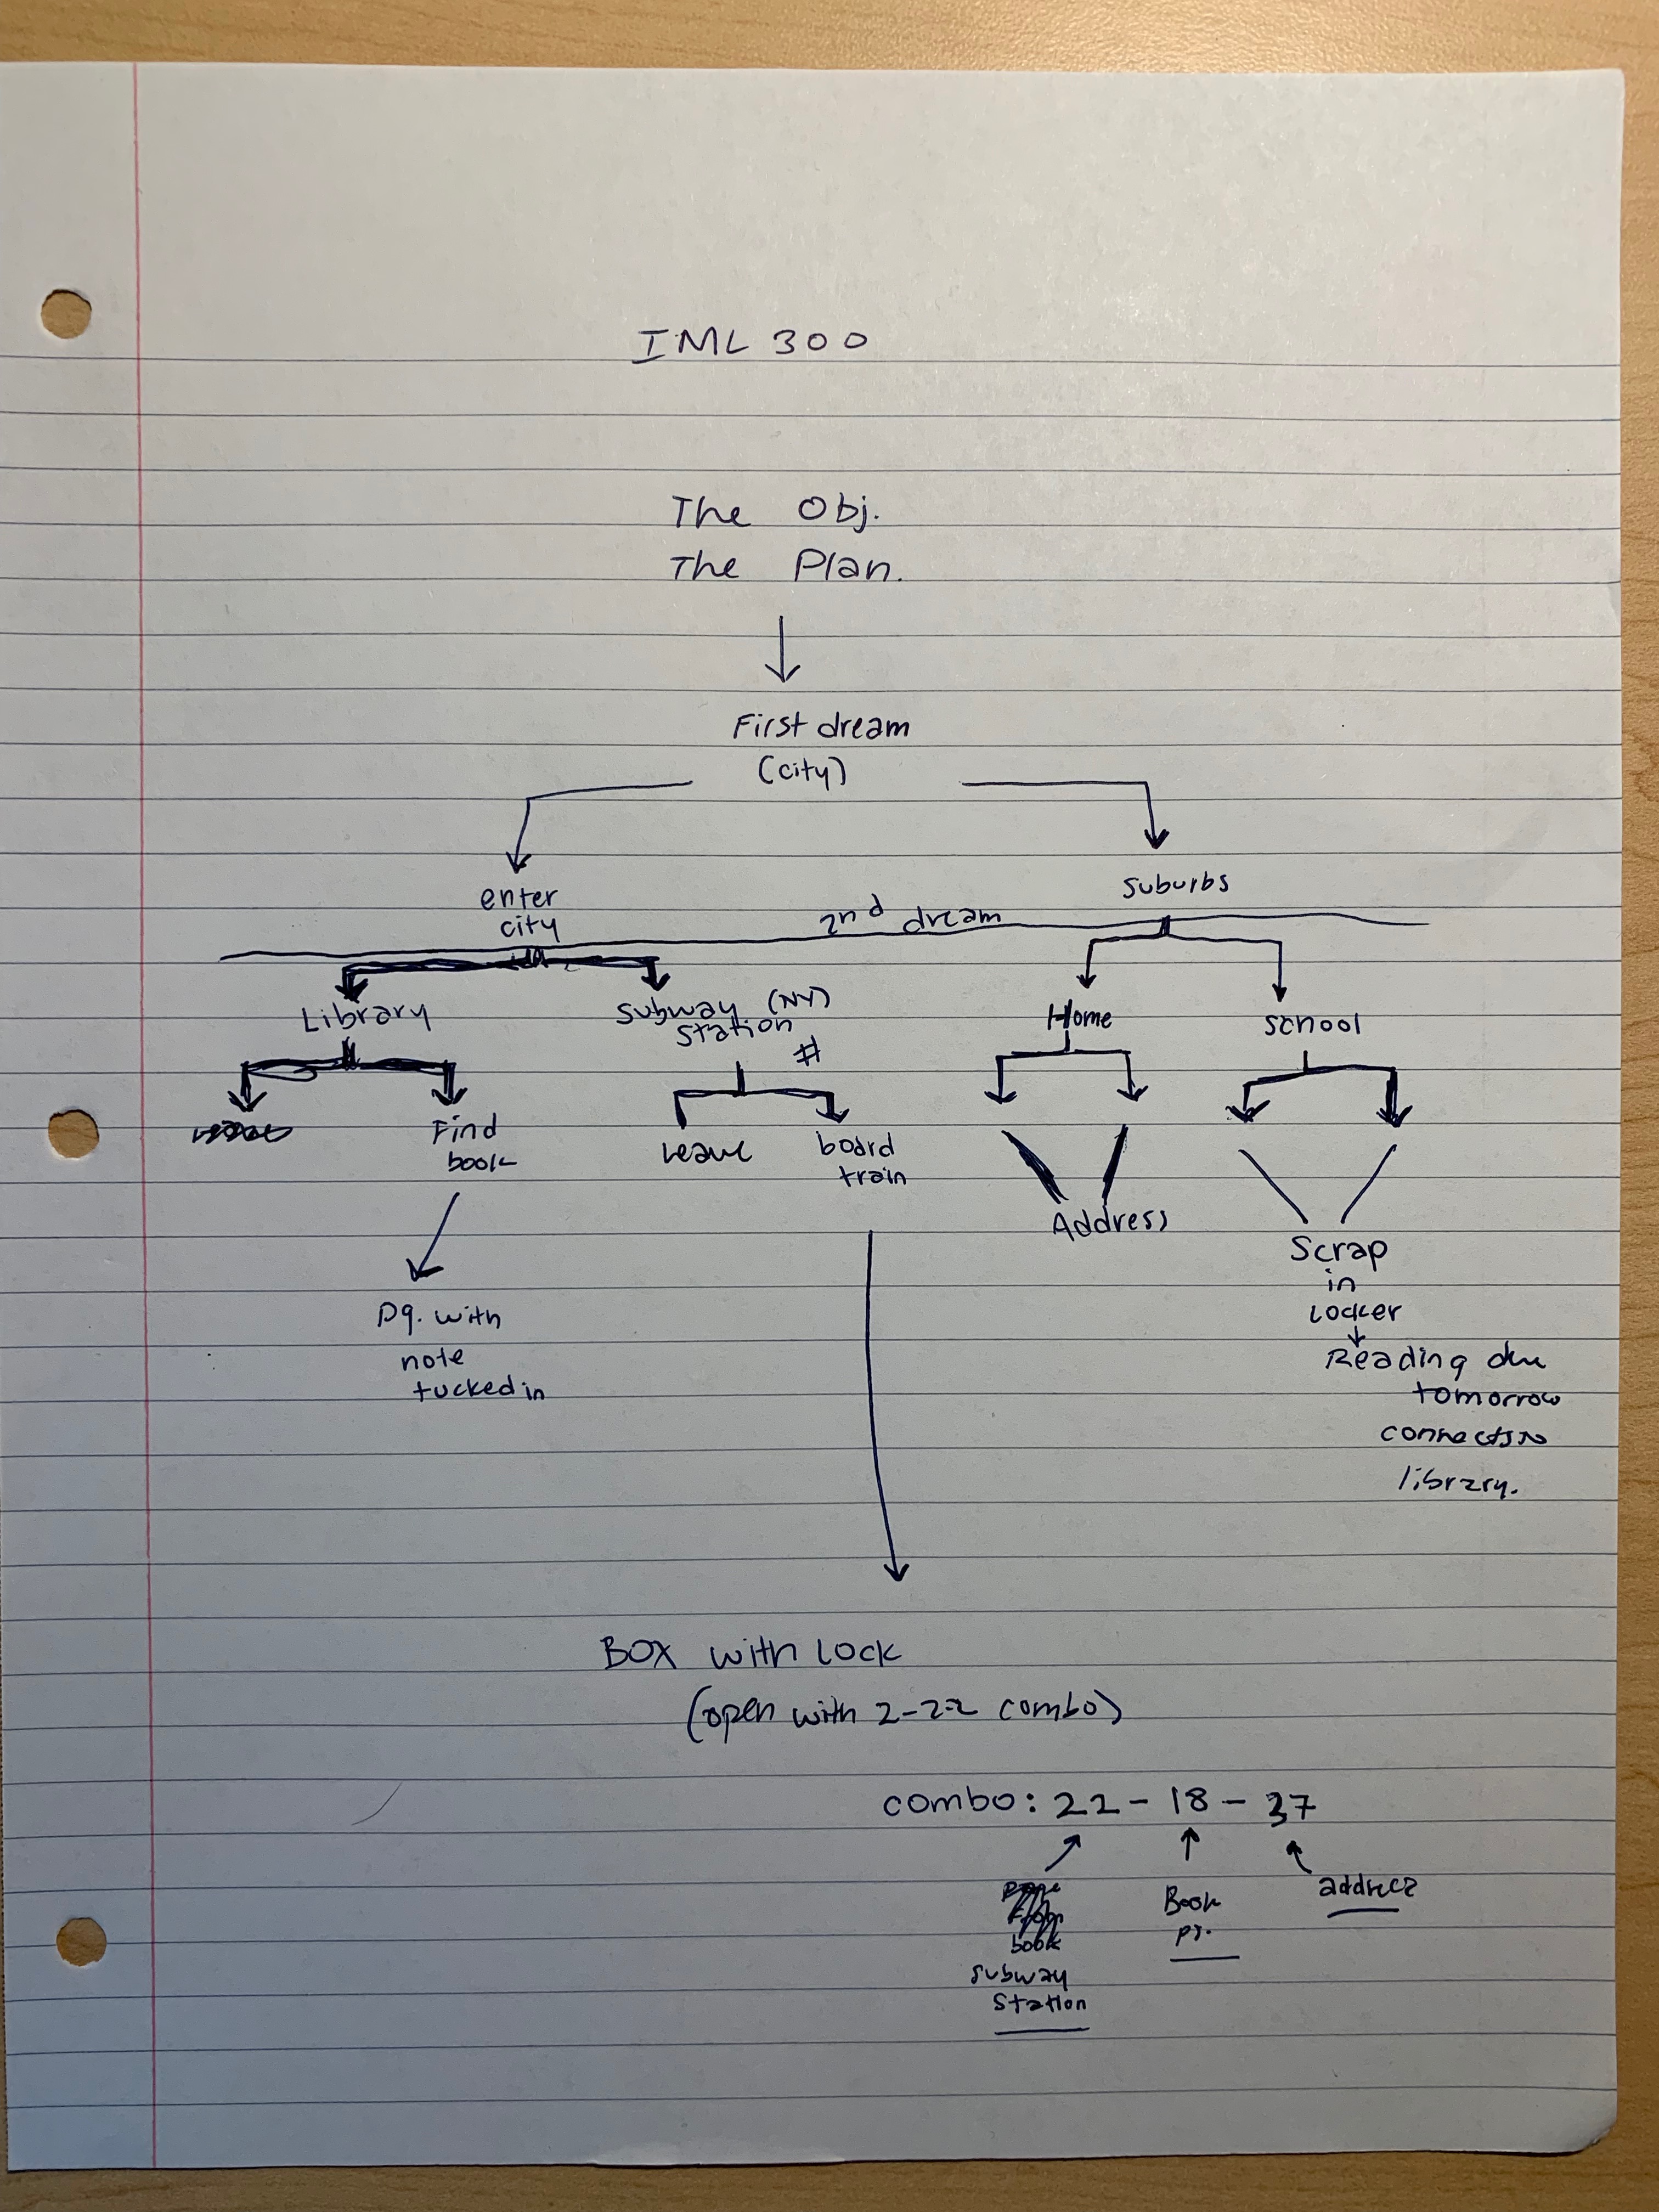 IML 300
The Obj.
The Plan.
First dream
(city)
enter
city
2nd dream
suburbs
Library
Subway (NY)
Station
#
Home
school
Find
book
leave
board
train
Address
Scrap
in
locker
Reading due
tomorrow
connects to
library.
Pg. with
note
tucked in
BOX with Lock
(open with 2-2-2 combo)
combo: 22 - 18 - 37
Book
pg.
address
book
subway
station